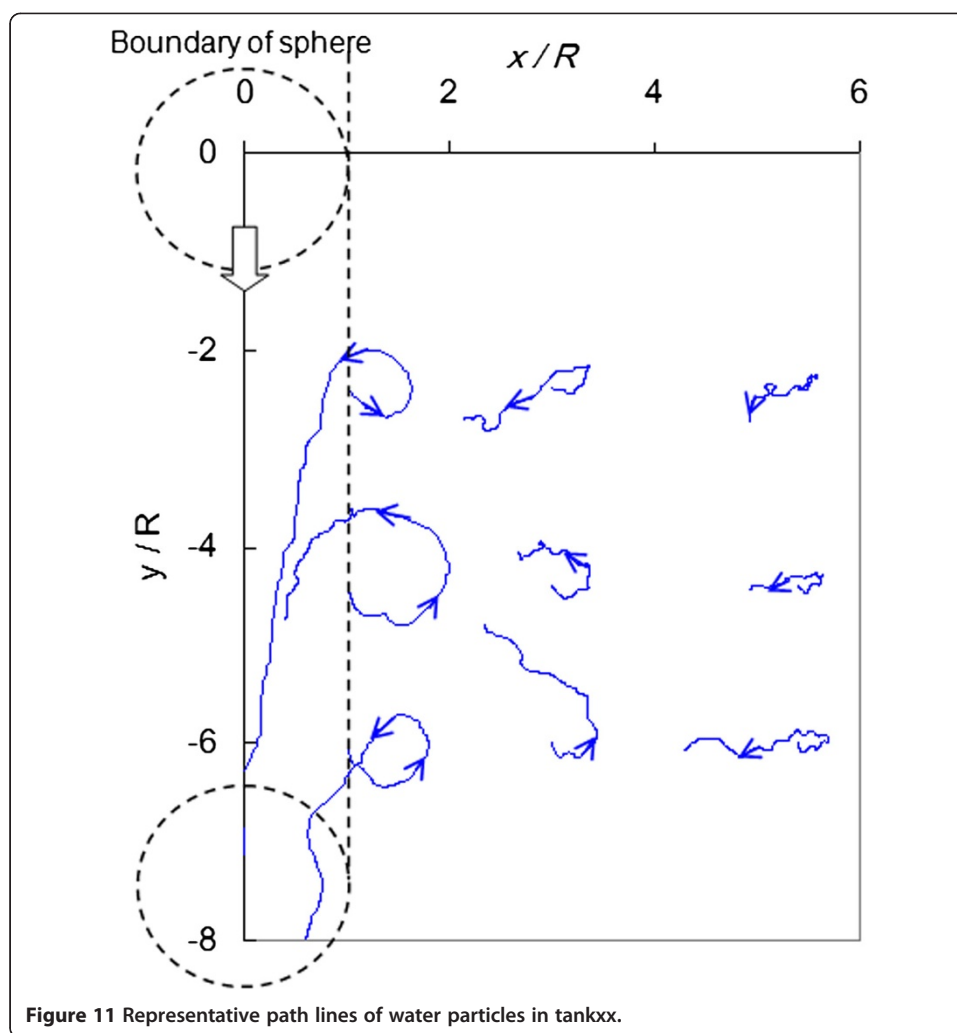 Boundary of sphere
x / R
0 2 4 6
0
-2
-4
y / R
-6
-8
Figure 11 Representative path lines of water particles in tankxx.